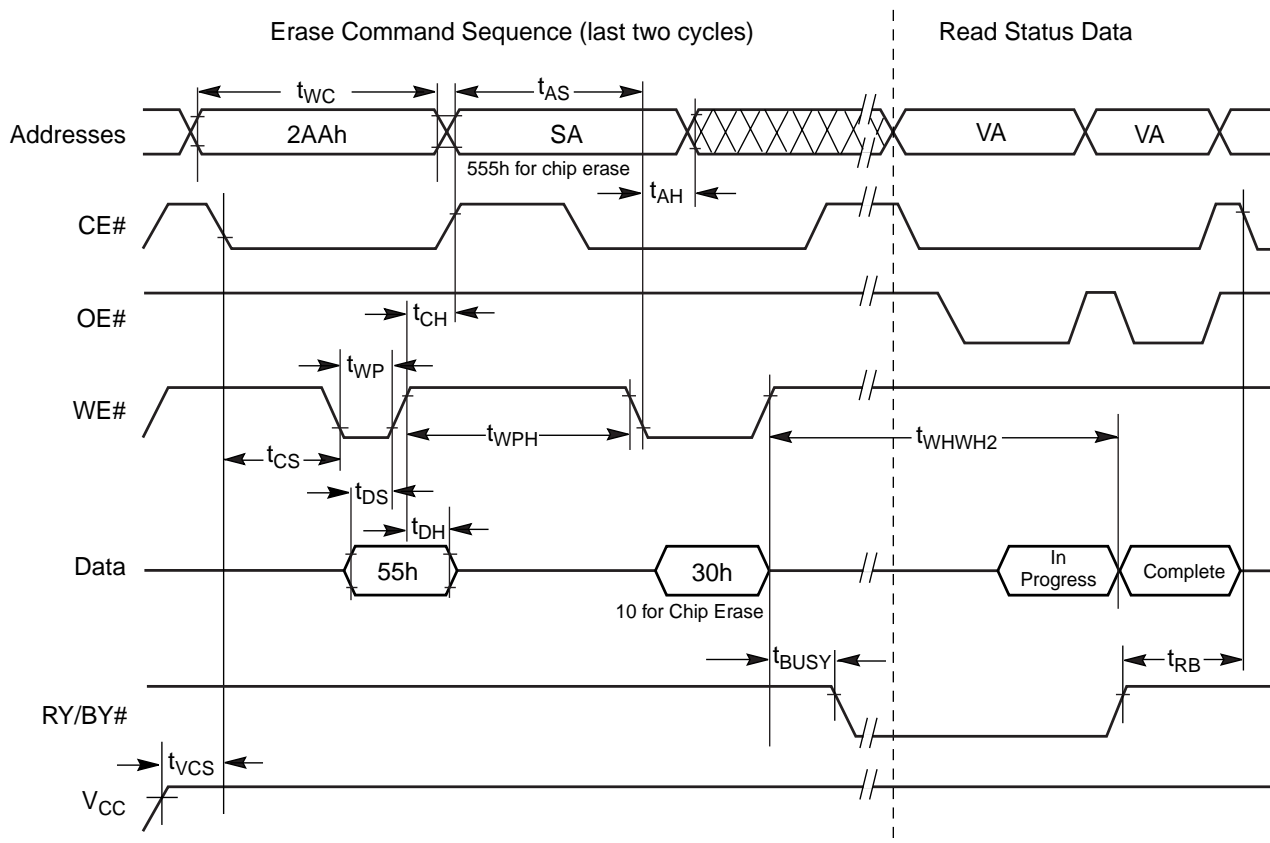 Erase Command Sequence (last two cycles)
Read Status Data
tWC
tAS
Addresses
2AAh
SA
VA
VA
555h for chip erase
tAH
CE#
OE#
tCH
tWP
WE#
tWPH
tWHWH2
tCS
tDS
tDH
Data
55h
30h
In
Progress
Complete
10 for Chip Erase
tBUSY
tRB
RY/BY#
tVCS
VCC